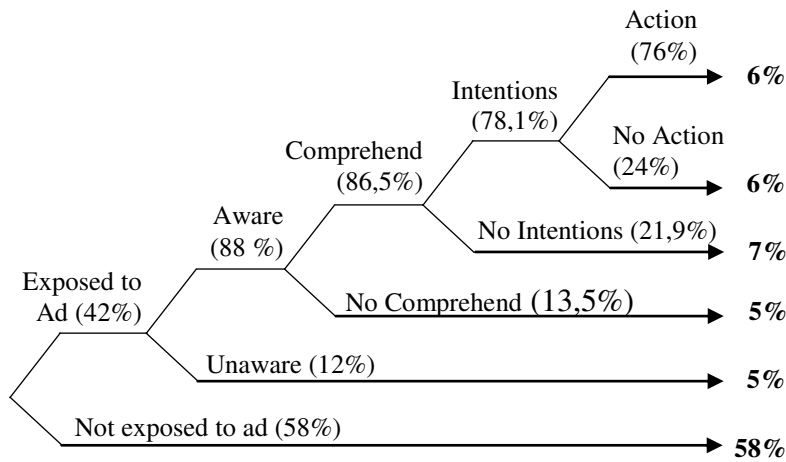 Action
(76%)
6%
Intentions
(78,1%)
No Action
(24%)
6%
Comprehend
(86,5%)
No Intentions (21,9%)
7%
Aware
(88 %)
No Comprehend (13,5%)
5%
Exposed to
Ad (42%)
Unaware (12%)
5%
Not exposed to ad (58%)
58%